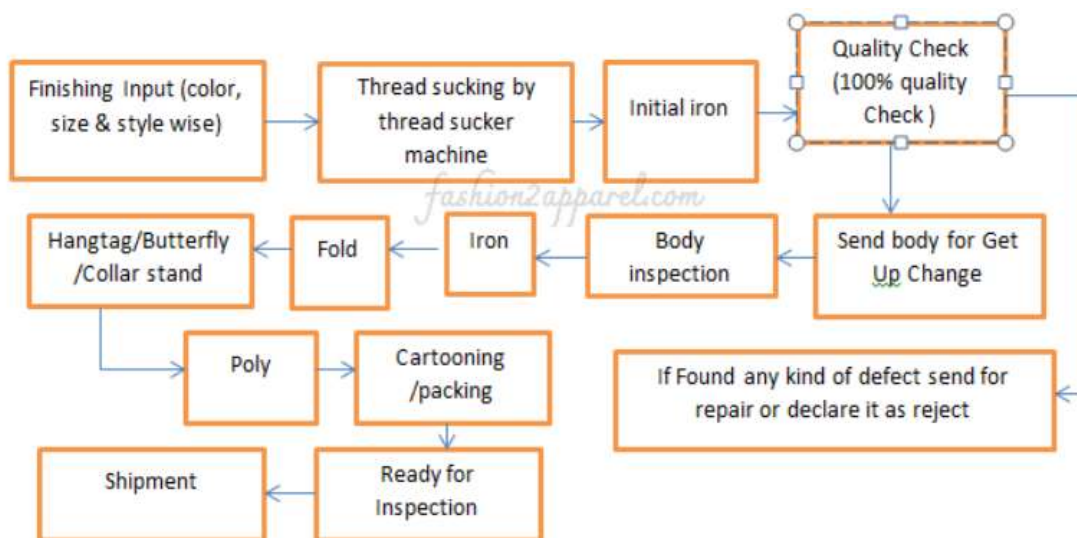 Finishing Input (color,
size & style wise)
Thread sucking by
thread sucker
machine
Initial iron
Quality Check
(100% quality
Check )
fashion2apparel.com
Hangtag/Butterfly
/Collar stand
Fold
Iron
Body
inspection
Send body for Get
Up Change
Poly
Cartooning
/packing
If Found any kind of defect send for
repair or declare it as reject
Shipment
Ready for
Inspection